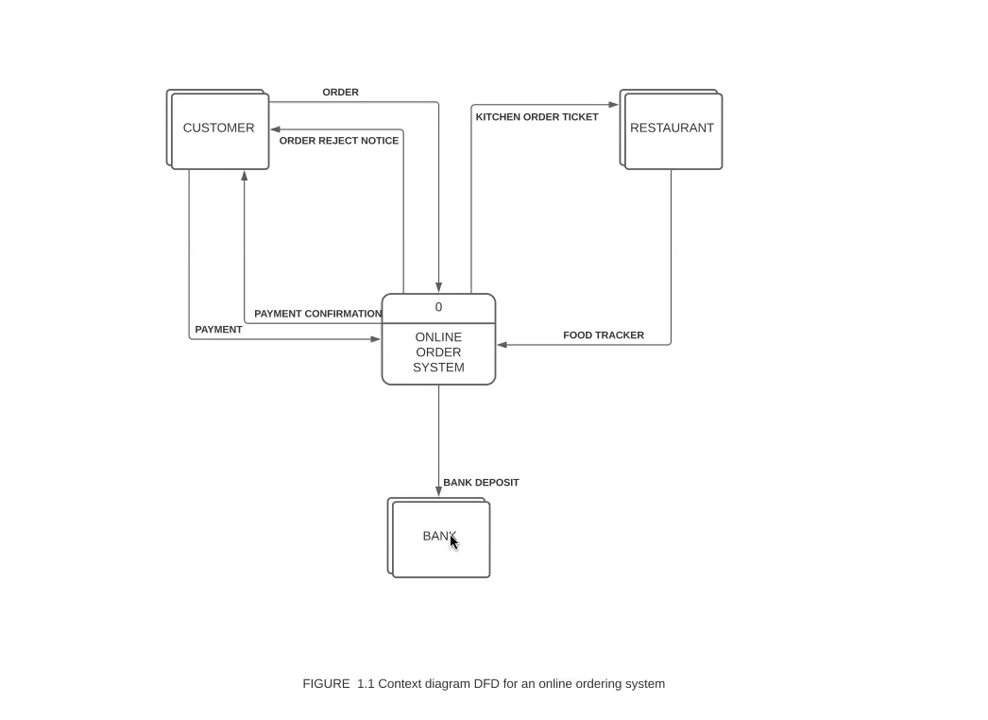 ORDER
KITCHEN ORDER TICKET
CUSTOMER
RESTAURANT
ORDER REJECT NOTICE
0
PAYMENT CONFIRMATION
PAYMENT
FOOD TRACKER
ONLINE
ORDER
SYSTEM
BANK DEPOSIT
BANK
FIGURE  1.1 Context diagram DFD for an online ordering system